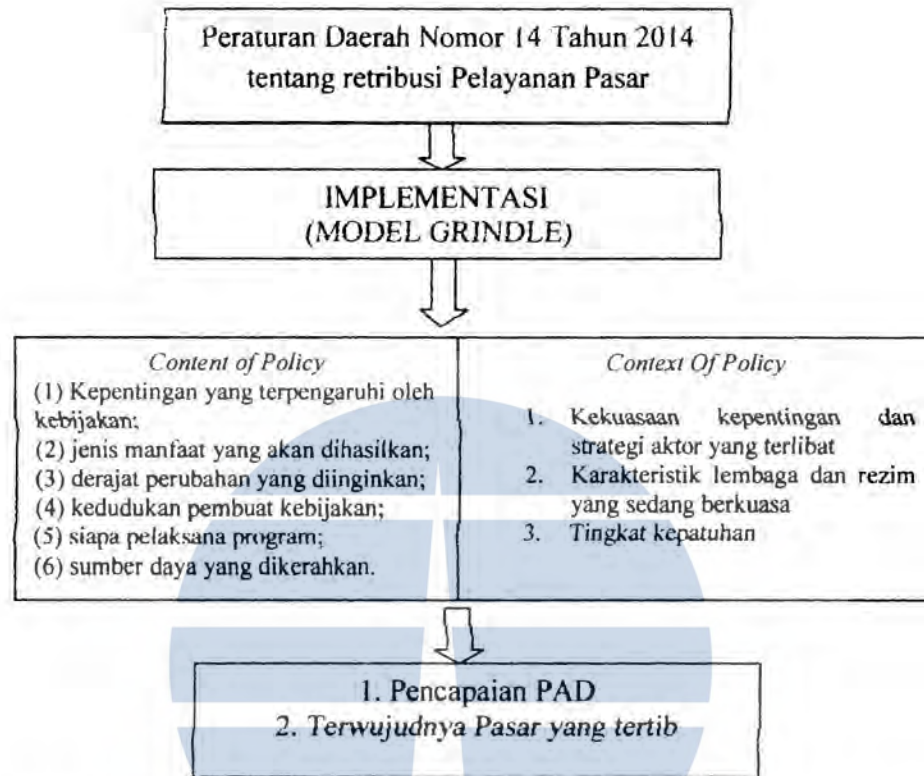 Peraturan Daerah Nomor 14 Tahun 2014
tentang retribusi Pelayanan Pasar
IMPLEMENTASI
(MODEL GRINDLE)
Content of Policy
(1) Kepentingan yang terpengaruhi oleh
kebijakan;
(2) jenis manfaat yang akan dihasilkan;
(3) derajat perubahan yang diinginkan;
(4) kedudukan pembuat kebijakan;
(5) siapa pelaksana program;
(6) sumber daya yang dikerahkan.
Context Of Policy
1. Kekuasaan kepentingan dan
strategi aktor yang terlibat
2. Karakteristik lembaga dan rezim
yang sedang berkuasa
3. Tingkat kepatuhan
1. Pencapaian PAD
2. Terwujudnya Pasar yang tertib